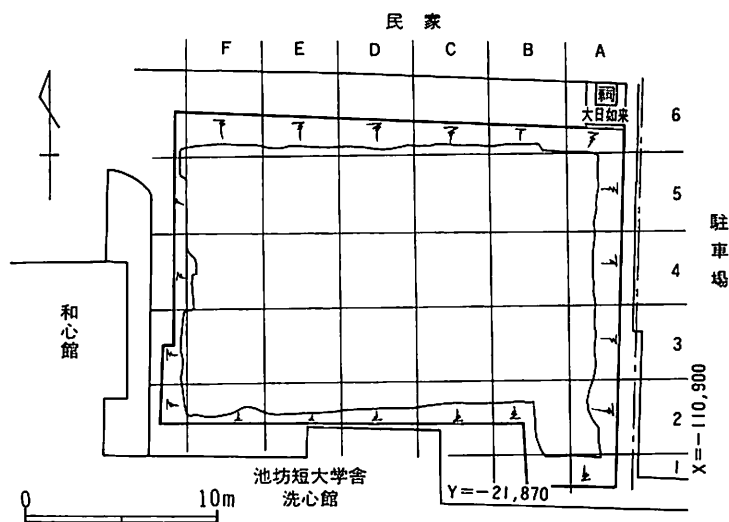 民家
F E D C B A
祠
大日如来
6
5
4
3
2
1
駐車場
和心館
X=-110,900
Y=-21,870
池坊短大学舎
洗心館
0 10m